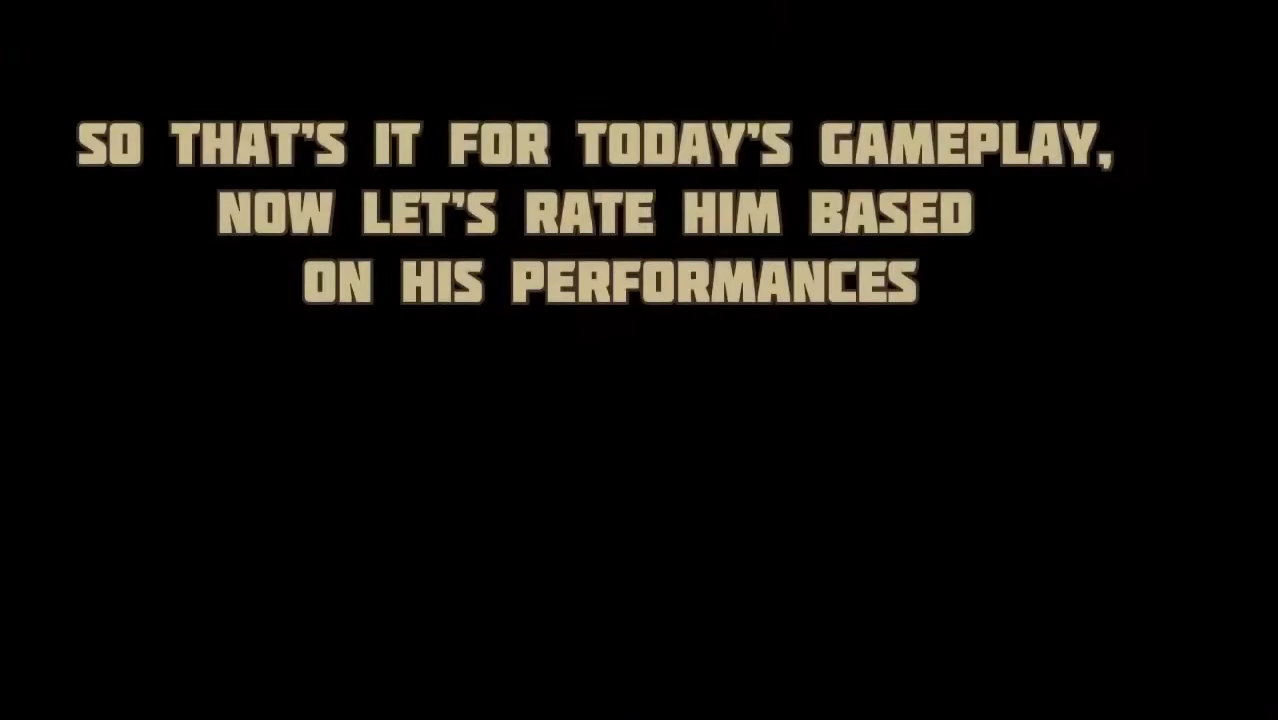 SO THAT'S IT FOR TODAY'S GAMEPLAY,
NOW LET'S RATE HIM BASED
ON HIS PERFORMANCES